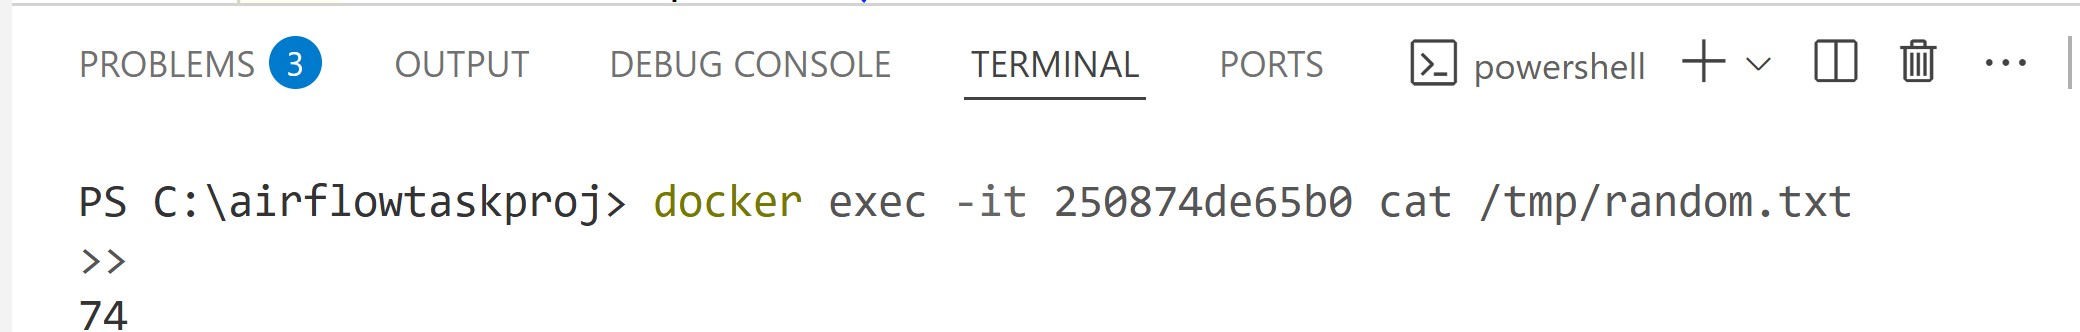 PROBLEMS 3 OUTPUT DEBUG CONSOLE TERMINAL PORTS powershell
PS C:\airflowtaskproj> docker exec -it 250874de65b0 cat /tmp/random.txt
>>
74